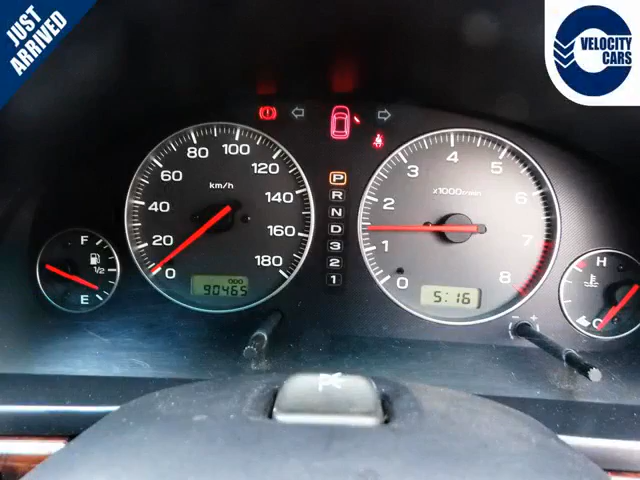 JUST
ARRIVED
VELOCITY
CARS
0
20
40
60
80
100
120
140
160
180
km/h
ODO
90465
P
R
N
D
3
2
1
0
1
2
3
4
5
6
7
8
x1000r/min
5:16
F
1/2
E
H
C
- +